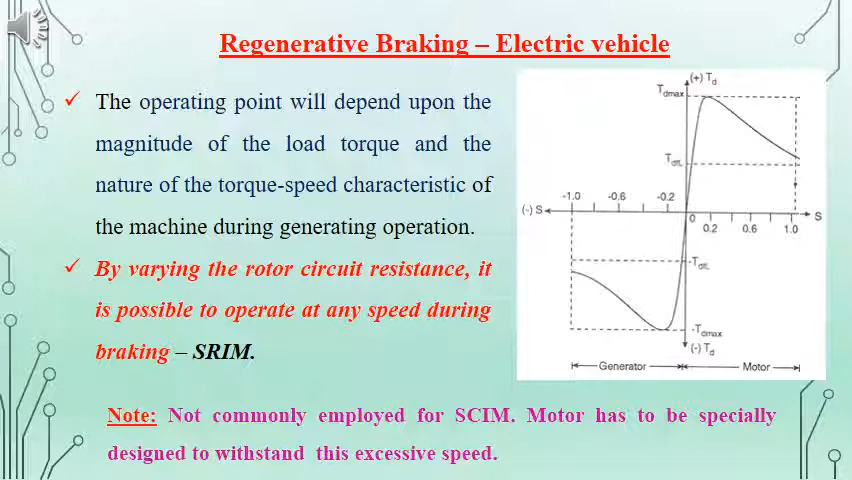 Regenerative Braking – Electric vehicle
✓ The operating point will depend upon the
magnitude of the load torque and the
nature of the torque-speed characteristic of
the machine during generating operation.
✓ By varying the rotor circuit resistance, it
is possible to operate at any speed during
braking – SRIM.
(+) Td
Tdmax
TdfL
-1.0 -0.6 -0.2
(-) S S
0 0.2 0.6 1.0
-TdfL
-Tdmax
(-) Td
Generator Motor
Note: Not commonly employed for SCIM. Motor has to be specially
designed to withstand this excessive speed.